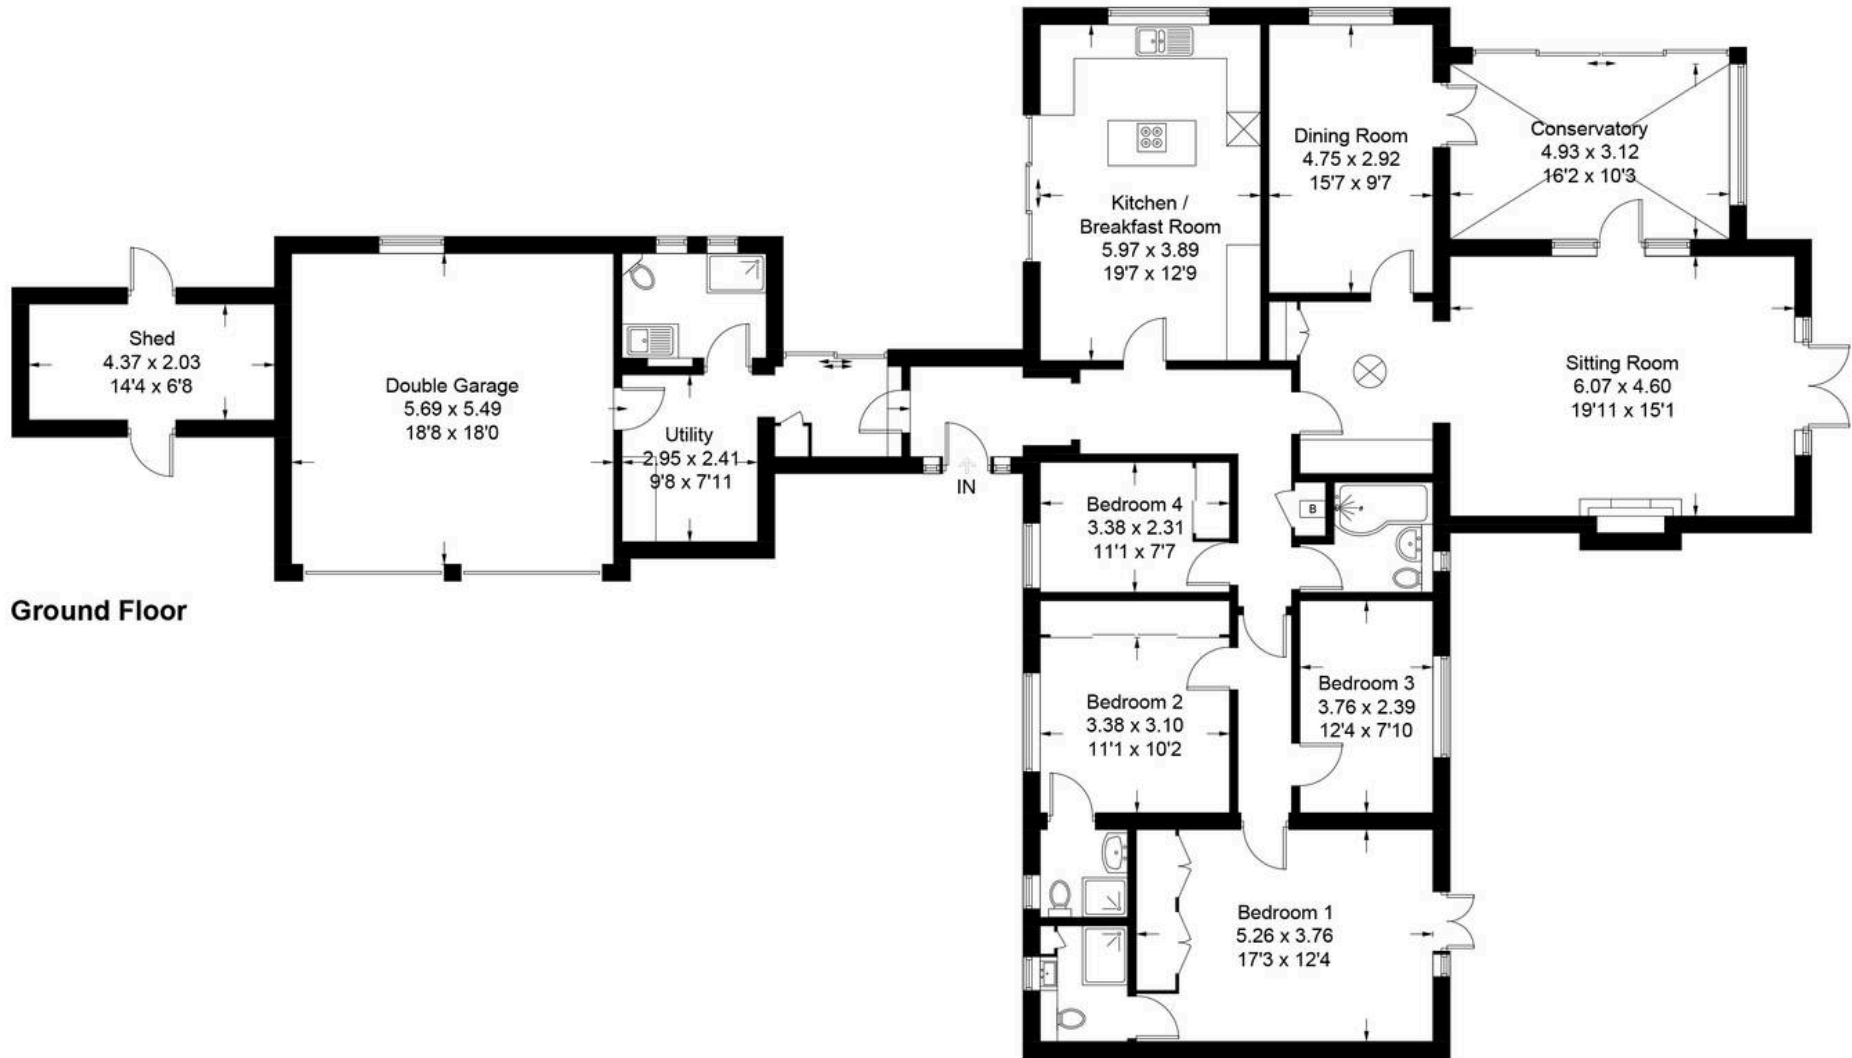 Kitchen /
Breakfast Room
5.97 x 3.89
19'7 x 12'9
Dining Room
4.75 x 2.92
15'7 x 9'7
Conservatory
4.93 x 3.12
16'2 x 10'3
Shed
4.37 x 2.03
14'4 x 6'8
Double Garage
5.69 x 5.49
18'8 x 18'0
Utility
2.95 x 2.41
9'8 x 7'11
IN
Sitting Room
6.07 x 4.60
19'11 x 15'1
Bedroom 4
3.38 x 2.31
11'1 x 7'7
B
Ground Floor
Bedroom 2
3.38 x 3.10
11'1 x 10'2
Bedroom 3
3.76 x 2.39
12'4 x 7'10
Bedroom 1
5.26 x 3.76
17'3 x 12'4